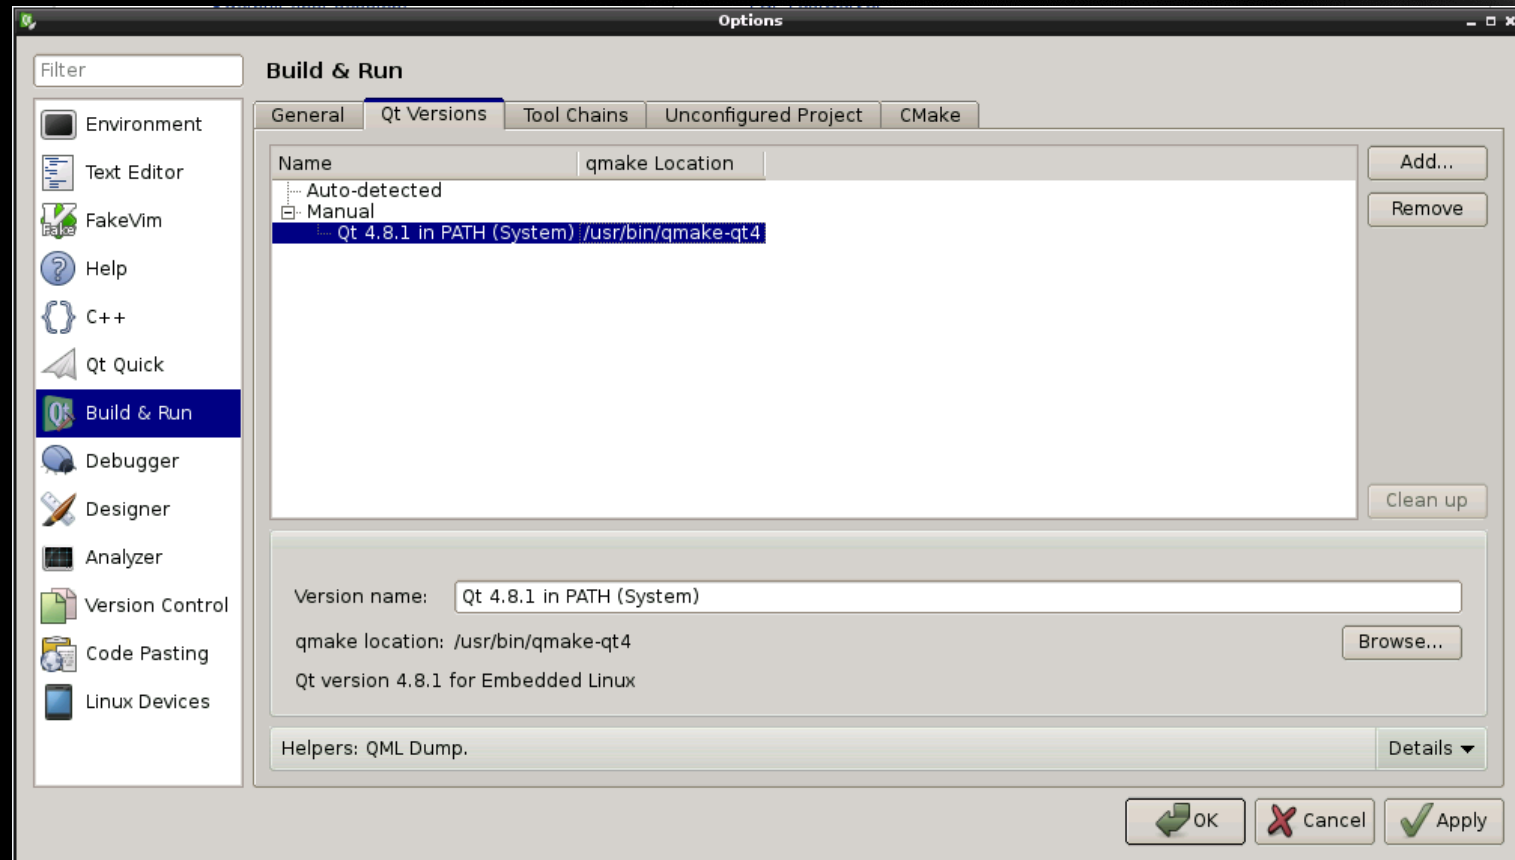 Options
Filter
Build & Run
Environment
Text Editor
FakeVim
Help
C++
Qt Quick
Build & Run
Debugger
Designer
Analyzer
Version Control
Code Pasting
Linux Devices
General Qt Versions Tool Chains Unconfigured Project CMake
Name qmake Location
Auto-detected
Manual
Qt 4.8.1 in PATH (System) /usr/bin/qmake-qt4
Add...
Remove
Clean up
Version name: Qt 4.8.1 in PATH (System)
qmake location: /usr/bin/qmake-qt4
Browse...
Qt version 4.8.1 for Embedded Linux
Helpers: QML Dump.
Details
OK Cancel Apply